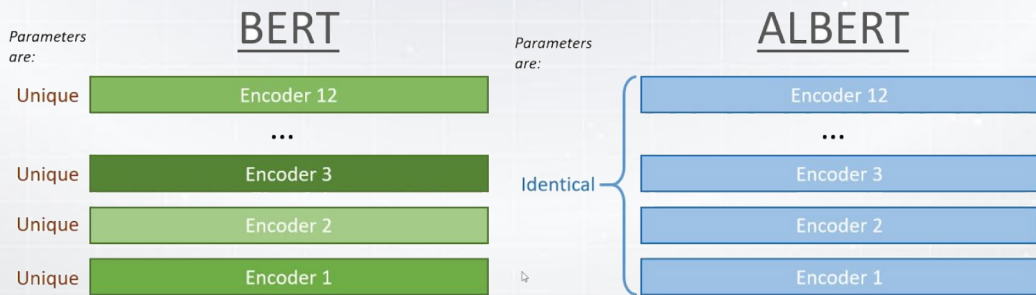 BERT
Parameters
are:
Unique
Encoder 12
...
Unique
Encoder 3
Unique
Encoder 2
Unique
Encoder 1
ALBERT
Parameters
are:
Identical
Encoder 12
...
Encoder 3
Encoder 2
Encoder 1